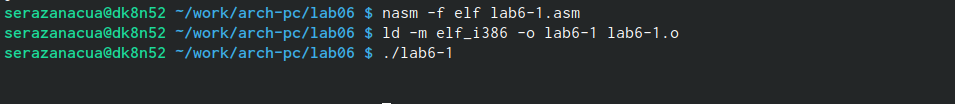 serazanacua@dk8n52 ~/work/arch-pc/lab06 $ nasm -f elf lab6-1.asm
serazanacua@dk8n52 ~/work/arch-pc/lab06 $ ld -m elf_i386 -o lab6-1 lab6-1.o
serazanacua@dk8n52 ~/work/arch-pc/lab06 $ ./lab6-1